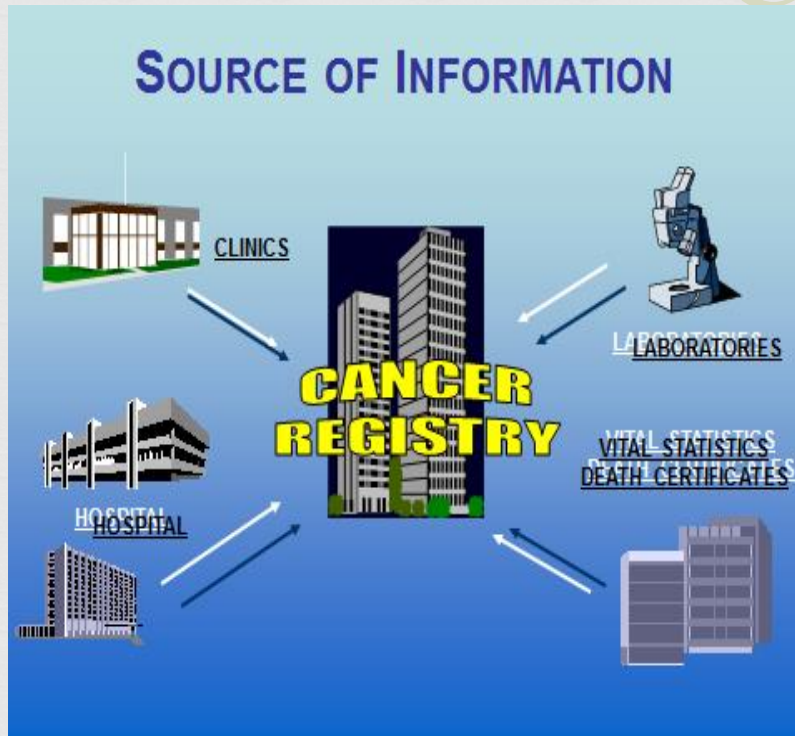 SOURCE OF INFORMATION
CLINICS
LABORATORIES
CANCER
REGISTRY
VITAL STATISTICS
DEATH CERTIFICATES
HOSPITAL